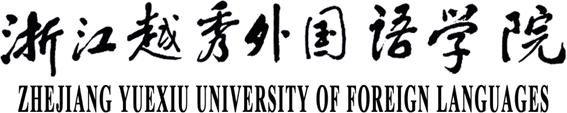 浙江越秀外国语学院
ZHEJIANG YUEXIU UNIVERSITY OF FOREIGN LANGUAGES